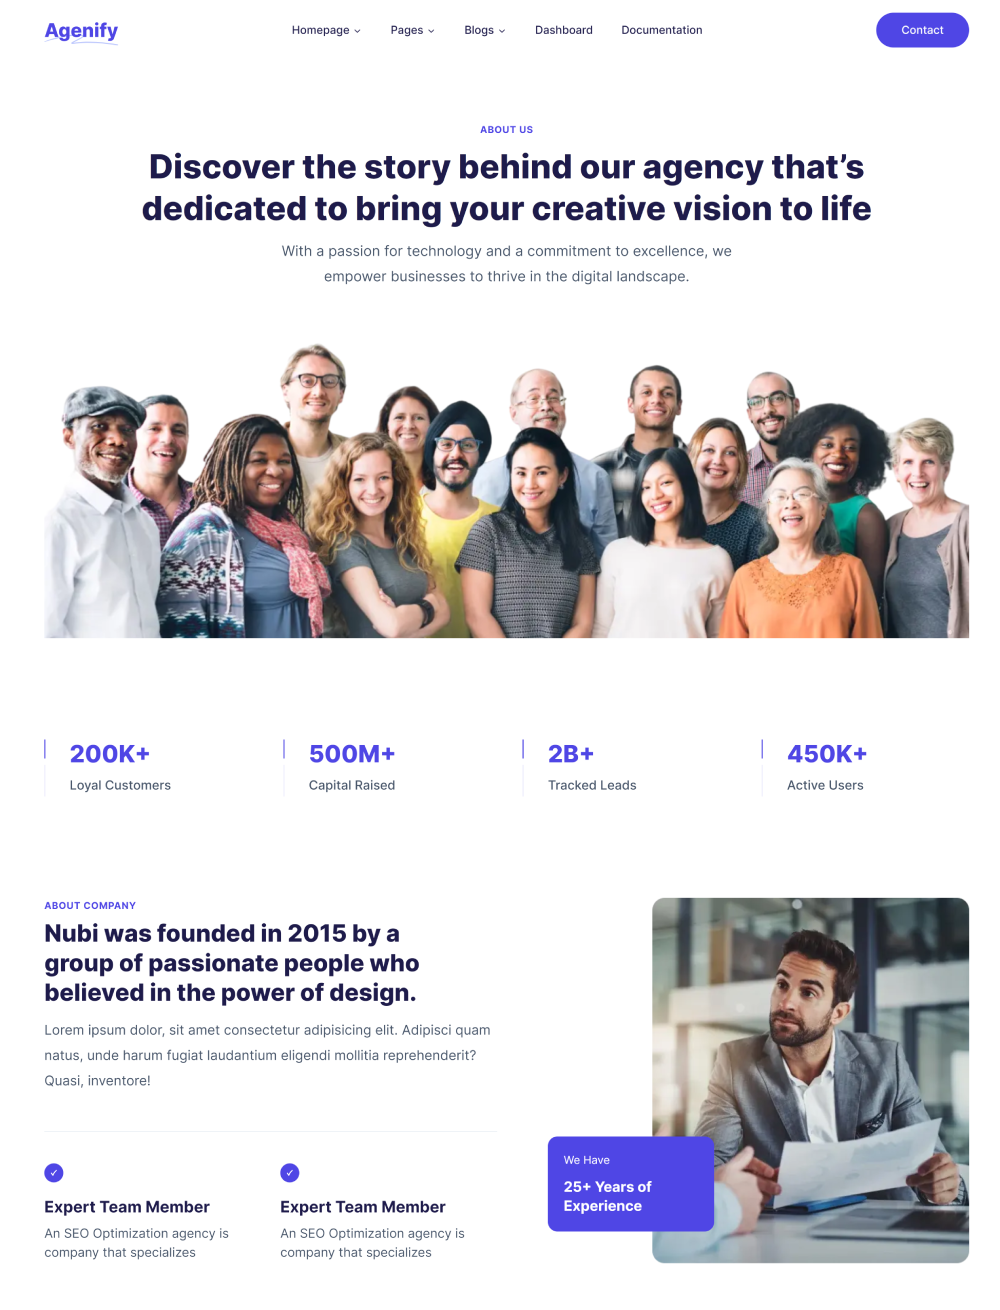 Agenify
Homepage
Pages
Blogs
Dashboard
Documentation
Contact
ABOUT US
Discover the story behind our agency that’s
dedicated to bring your creative vision to life
With a passion for technology and a commitment to excellence, we
empower businesses to thrive in the digital landscape.
200K+
Loyal Customers
500M+
Capital Raised
2B+
Tracked Leads
450K+
Active Users
ABOUT COMPANY
Nubi was founded in 2015 by a
group of passionate people who
believed in the power of design.
Lorem ipsum dolor, sit amet consectetur adipisicing elit. Adipisci quam
natus, unde harum fugiat laudantium eligendi mollitia reprehenderit?
Quasi, inventore!
Expert Team Member
An SEO Optimization agency is
company that specializes
Expert Team Member
An SEO Optimization agency is
company that specializes
We Have
25+ Years of
Experience